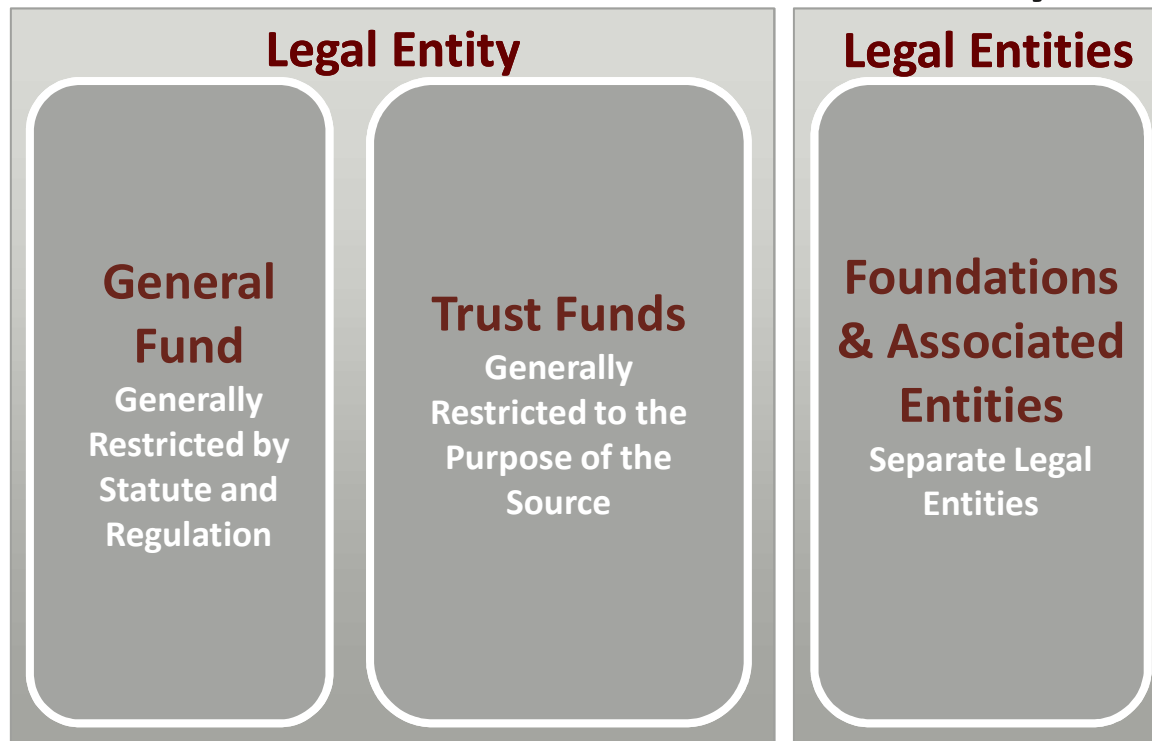 Legal Entity
General
Fund
Generally
Restricted by
Statute and
Regulation
Trust Funds
Generally
Restricted to the
Purpose of the
Source
Legal Entities
Foundations
& Associated
Entities
Separate Legal
Entities